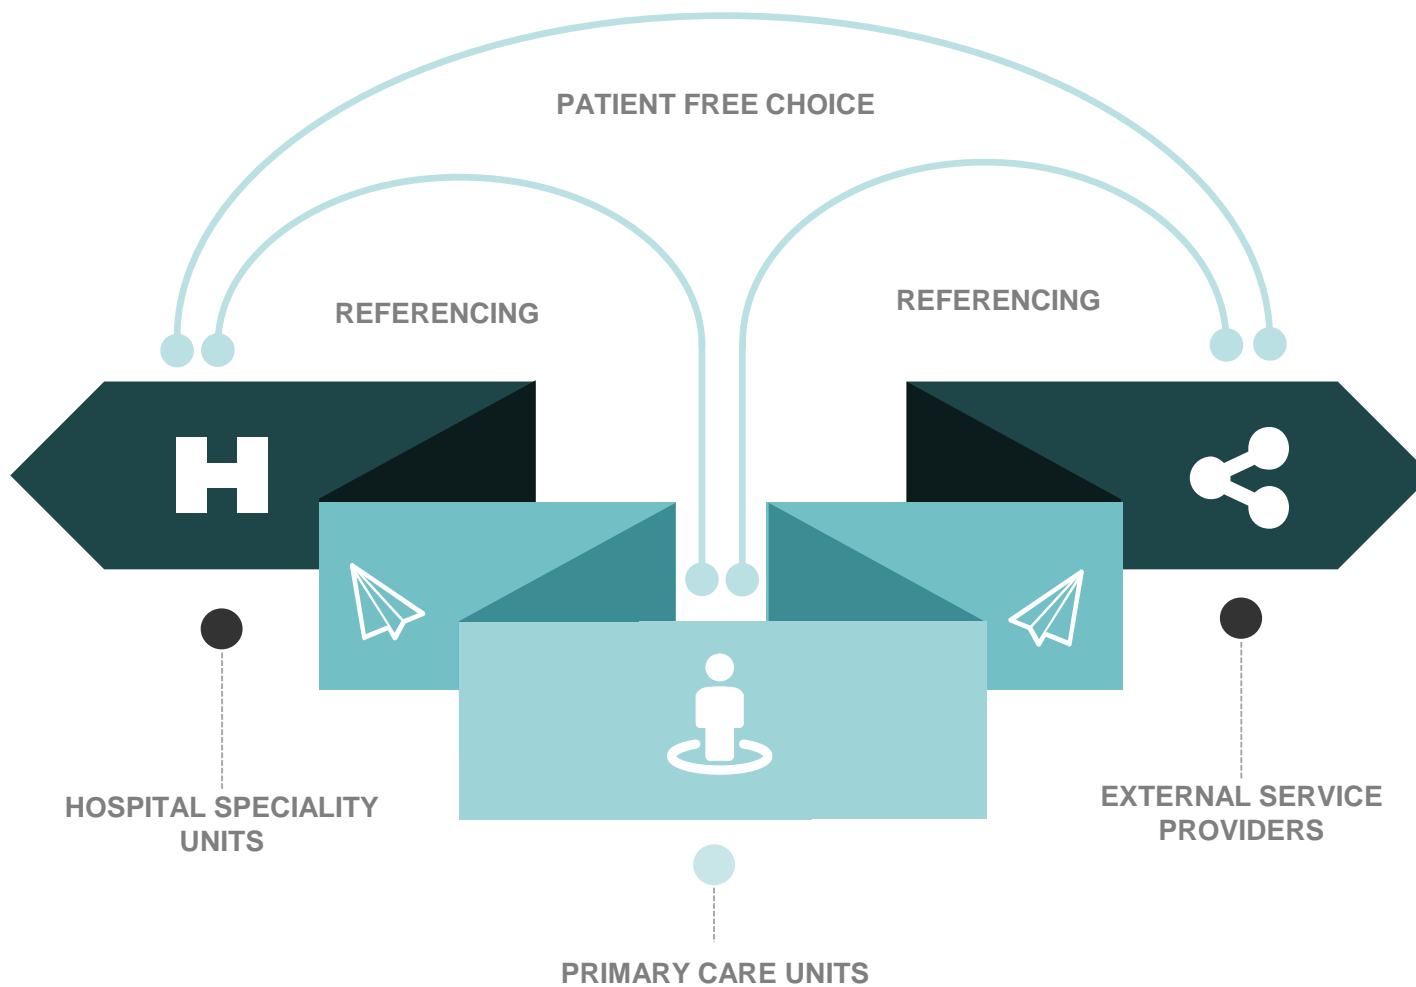 PATIENT FREE CHOICE
REFERENCING
REFERENCING
H
HOSPITAL SPECIALITY
UNITS
EXTERNAL SERVICE
PROVIDERS
PRIMARY CARE UNITS